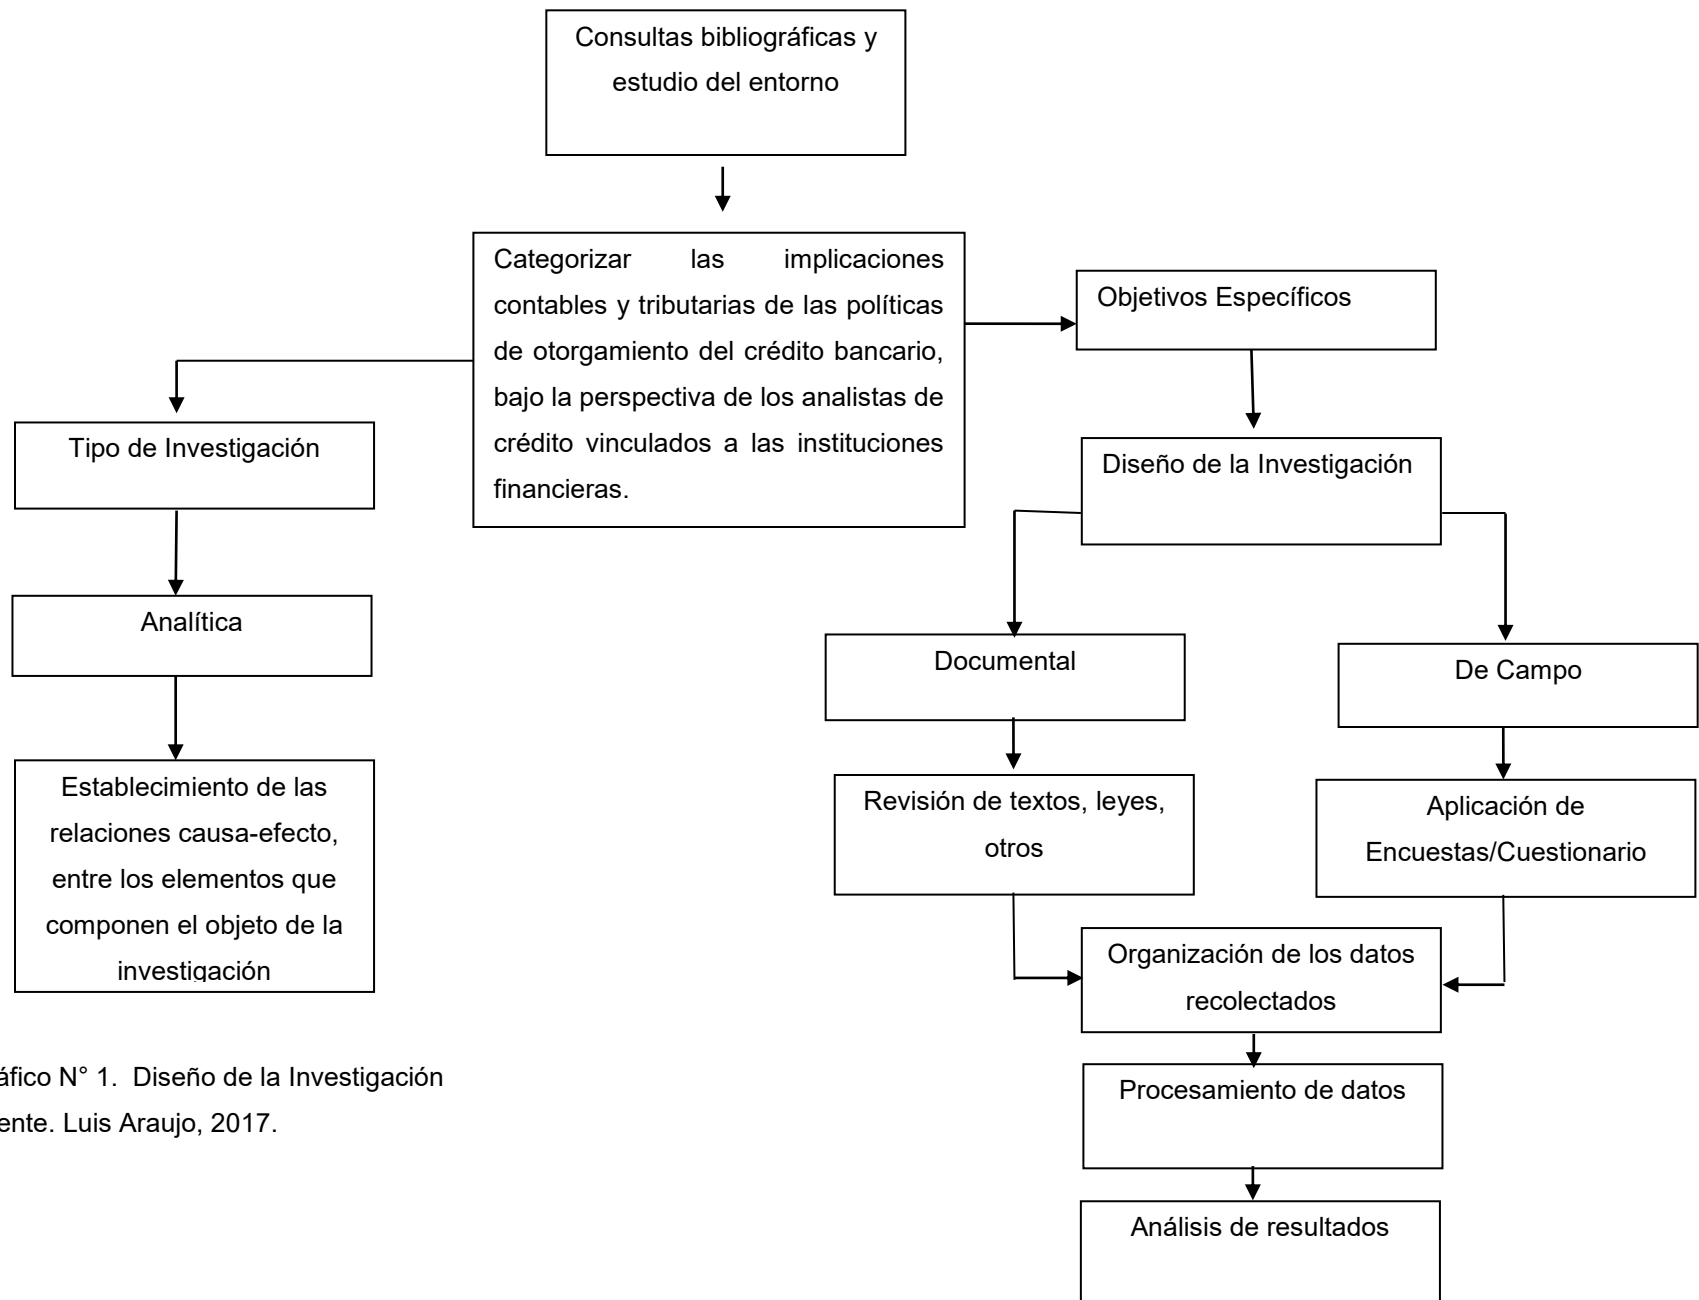 Consultas bibliográficas y
estudio del entorno
Categorizar las implicaciones
contables y tributarias de las políticas
de otorgamiento del crédito bancario,
bajo la perspectiva de los analistas de
crédito vinculados a las instituciones
financieras.
Objetivos Específicos
Tipo de Investigación
Diseño de la Investigación
Analítica
Documental
De Campo
Establecimiento de las
relaciones causa-efecto,
entre los elementos que
componen el objeto de la
investigación
Revisión de textos, leyes,
otros
Aplicación de
Encuestas/Cuestionario
Organización de los datos
recolectados
Procesamiento de datos
Análisis de resultados
áfico N° 1. Diseño de la Investigación
ente. Luis Araujo, 2017.